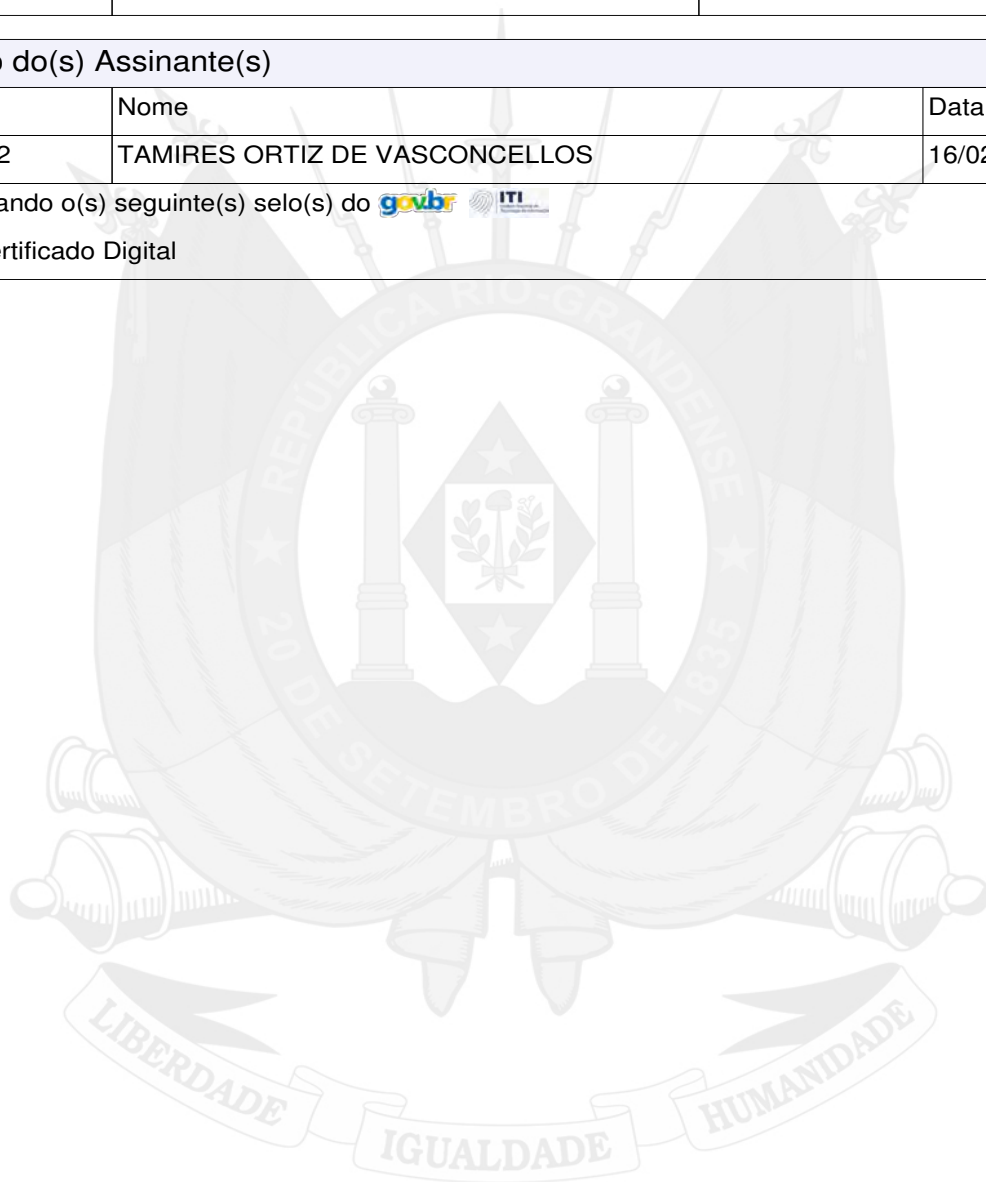 o do(s) Assinante(s)
Nome
Data
2
TAMIRES ORTIZ DE VASCONCELLOS
16/02
ando o(s) seguinte(s) selo(s) do gov.br ITI
rtificado Digital
REPÚBLICA RIO-GRANDENSE
20 DE SETEMBRO DE 1835
LIBERDADE
IGUALDADE
HUMANIDADE